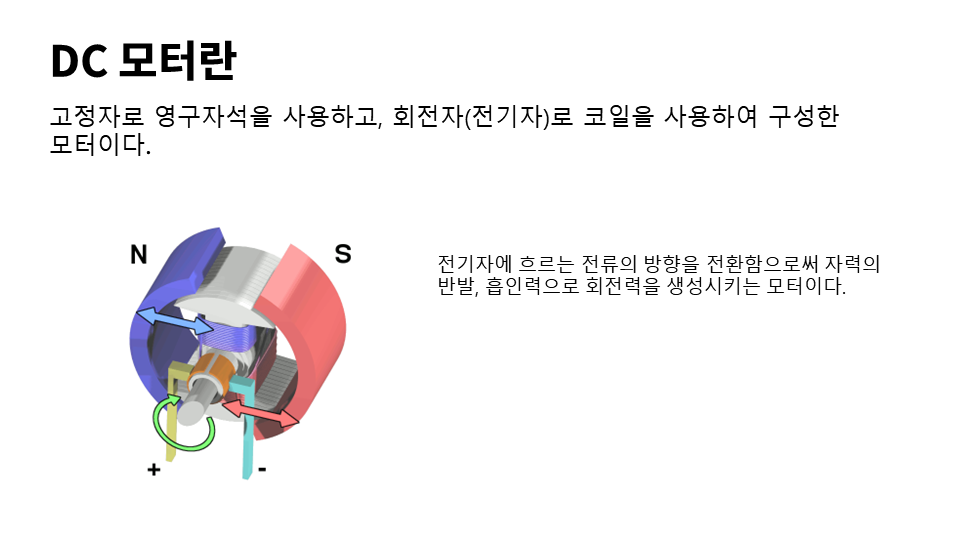 DC 모터란
고정자로 영구자석을 사용하고, 회전자(전기자)로 코일을 사용하여 구성한
모터이다.
N
S
전기자에 흐르는 전류의 방향을 전환함으로써 자력의
반발, 흡인력으로 회전력을 생성시키는 모터이다.
+
-